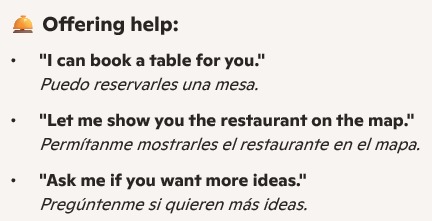 🛎️ Offering help:
• "I can book a table for you."
Puedo reservarles una mesa.
• "Let me show you the restaurant on the map."
Permítanme mostrarles el restaurante en el mapa.
• "Ask me if you want more ideas."
Pregúntenme si quieren más ideas.